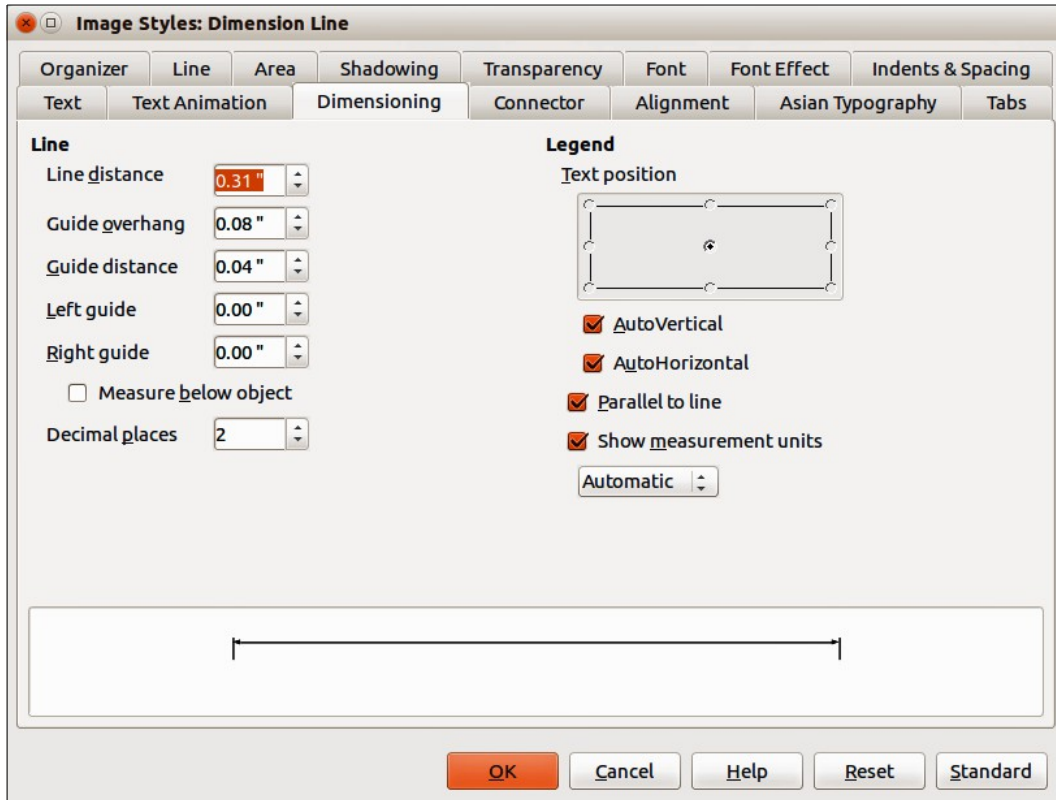 Image Styles: Dimension Line
Organizer Line Area Shadowing Transparency Font Font Effect Indents & Spacing
Text Text Animation Dimensioning Connector Alignment Asian Typography Tabs
Line
Line distance 0.31 "
Guide overhang 0.08 "
Guide distance 0.04 "
Left guide 0.00 "
Right guide 0.00 "
Measure below object
Decimal places 2
Legend
Text position
AutoVertical
AutoHorizontal
Parallel to line
Show measurement units
Automatic
OK Cancel Help Reset Standard